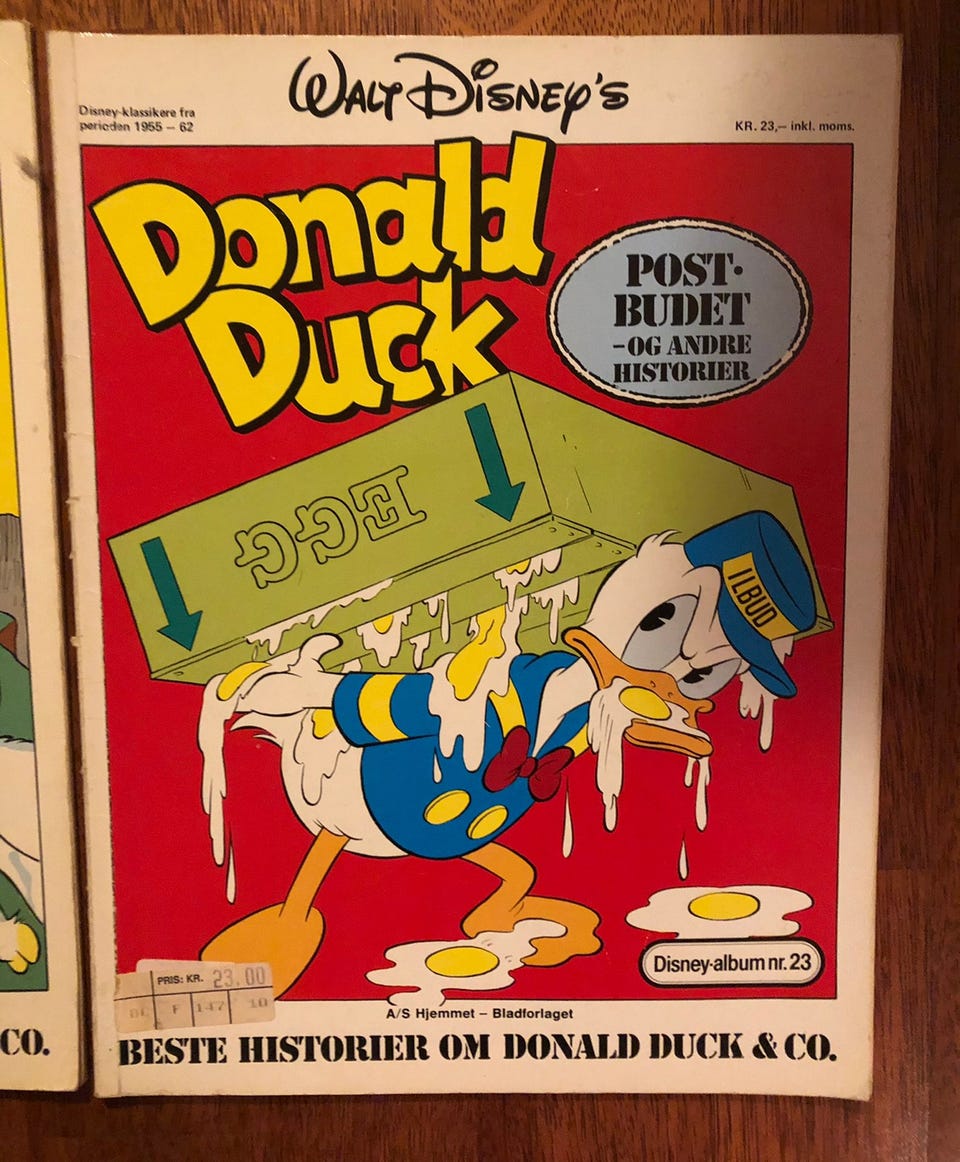 WALT DISNEY'S
Disney-klassikere fra
perioden 1955 – 62
KR. 23,– inkl. moms.
Donald
Duck
POST-
BUDET
–OG ANDRE
HISTORIER
EGG
ILBUD
Disney-album nr. 23
PRIS: KR. 23.00
F 147 10
A/S Hjemmet – Bladforlaget
BESTE HISTORIER OM DONALD DUCK & CO.
CO.